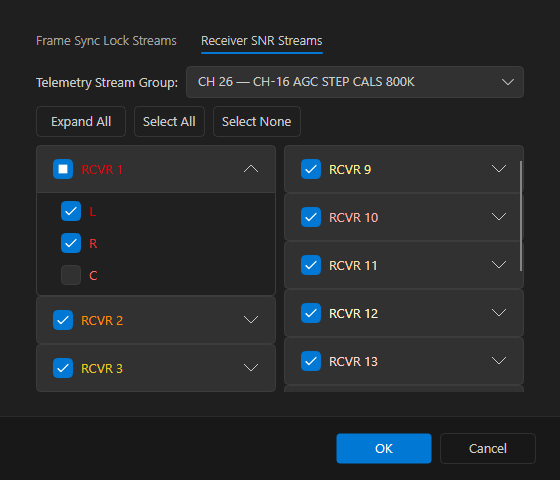 Frame Sync Lock Streams
Receiver SNR Streams
Telemetry Stream Group:
CH 26 — CH-16 AGC STEP CALS 800K
Expand All
Select All
Select None
RCVR 1
L
R
C
RCVR 2
RCVR 3
RCVR 9
RCVR 10
RCVR 11
RCVR 12
RCVR 13
OK
Cancel